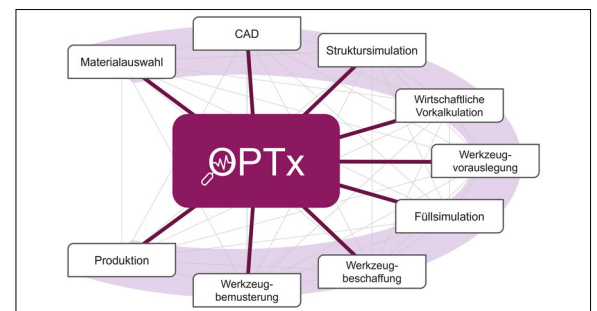 CAD
Materialauswahl
Struktursimulation
Wirtschaftliche
Vorkalkulation
OPTx
Werkzeug-
vorauslegung
Füllsimulation
Produktion
Werkzeug-
beschaffung
Werkzeug-
bemusterung